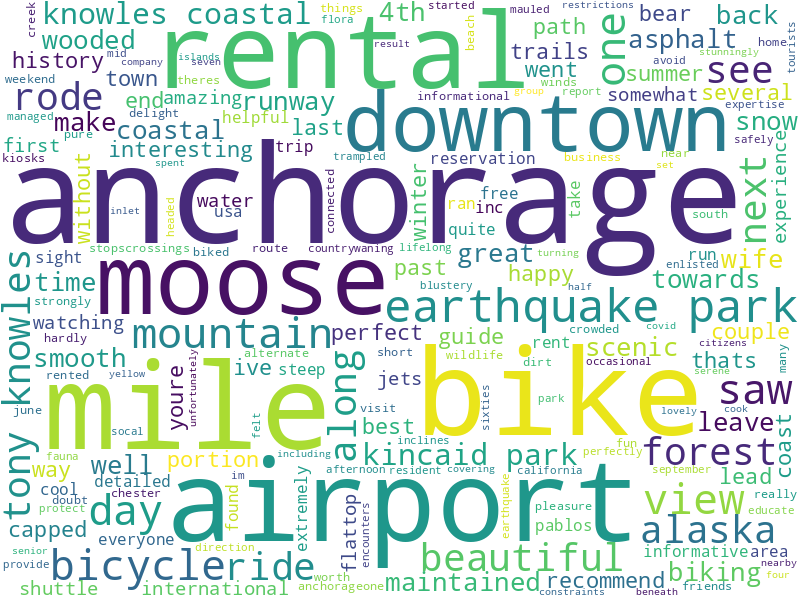 creek
knowles coastal
rental
4th
things
flora
started
path
one
bear
mauled
restrictions
back
wooded
islands
seven
result
trails
asphalt
stunningly
tourists
history
mid
company
theres
went
beach
home
see
weekend
town
end
amazing
runway
winds
report
summer
avoid
several
rode
managed
delight
informational
group
somewhat
expertise
make
pure
coastal
helpful
last
downtown
snow
first
interesting
trip
safely
kiosks
spent
trampled
reservation
business
near
without
anchorage
next
experience
water
usa
connected
winter
free
take
set
inlet
headed
ran
inc
south
quite
stopscrossings
route
countrywaning
lifelong
great
turning
run
wife
sight
biked
enlisted
tony knowles
time
moose
past
happy
half
towards
strongly
blustery
earthquake park
watching
mountain
perfect
guide
crowded
covid
couple
hardly
rent
citizens
many
smooth
alternate
short
wildlife
scenic
thats
ive
steep
dirt
occasional
serene
rented
yellow
youre
unfortunately
along
jets
park
saw
june
mile
visit
sixties
bike
lovely
cook
leave
socal
felt
best
fun
coast
way
fauna
portion
including
inclines
perfectly
forest
well
im
afternoon
resident
covering
kincaid park
california
september
lead
really
cool
detailed
found
extremely
airport
view
doubt
chester
flattop
earthquake
pleasure
educate
capped
protect
day
encounters
pablos
alaska
everyone
senior
direction
beautiful
informative
area
provide
bicycle
ride
worth
biking
nearby
shuttle
international
anchorageone
maintained
recommend
friends
four
constraints
beneath